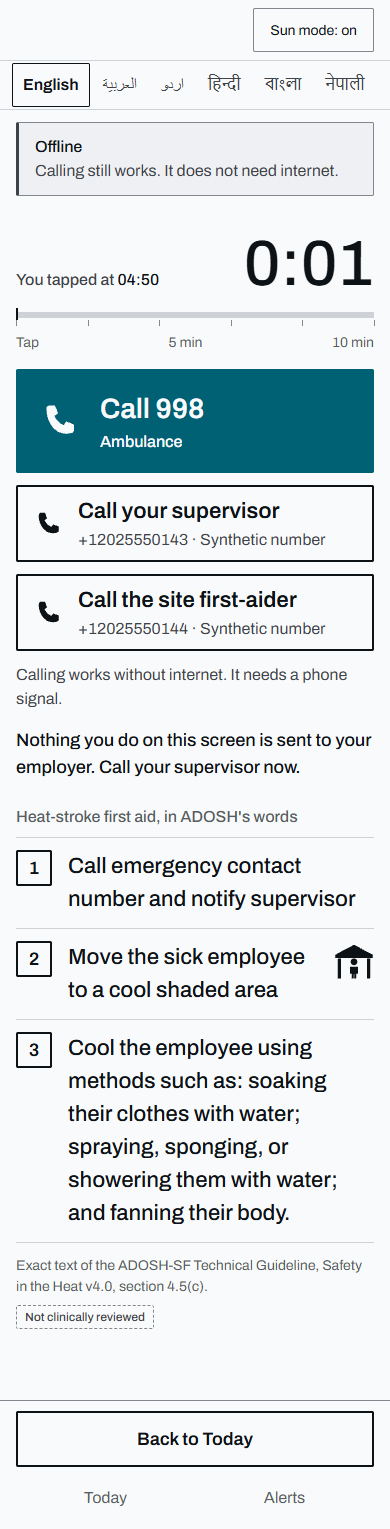 Sun mode: on
English العربية اردو हिन्दी বাংলা नेपाली
Offline
Calling still works. It does not need internet.
You tapped at 04:50
0:01
Tap 5 min 10 min
Call 998
Ambulance
Call your supervisor
+12025550143 · Synthetic number
Call the site first-aider
+12025550144 · Synthetic number
Calling works without internet. It needs a phone
signal.
Nothing you do on this screen is sent to your
employer. Call your supervisor now.
Heat-stroke first aid, in ADOSH's words
1 Call emergency contact
number and notify supervisor
2 Move the sick employee
to a cool shaded area
3 Cool the employee using
methods such as: soaking
their clothes with water;
spraying, sponging, or
showering them with water;
and fanning their body.
Exact text of the ADOSH-SF Technical Guideline, Safety
in the Heat v4.0, section 4.5(c).
Not clinically reviewed
Back to Today
Today Alerts